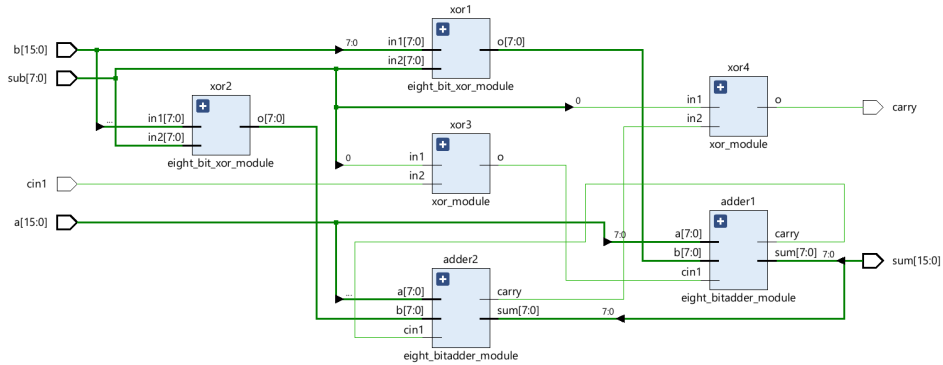 xor1
b[15:0]
7:0
in1[7:0]
o[7:0]
in2[7:0]
eight_bit_xor_module
sub[7:0]
xor2
...
in1[7:0]
o[7:0]
in2[7:0]
eight_bit_xor_module
xor4
0
in1
o
carry
in2
xor_module
xor3
0
in1
o
in2
xor_module
cin1
a[15:0]
adder1
7:0
a[7:0]
carry
b[7:0]
sum[7:0]
7:0
sum[15:0]
cin1
eight_bitadder_module
adder2
...
a[7:0]
carry
b[7:0]
sum[7:0]
7:0
cin1
eight_bitadder_module